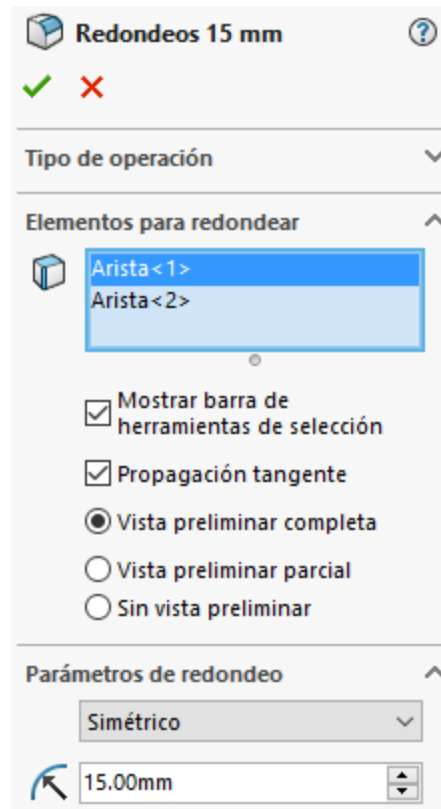 Redondeos 15 mm
?
Tipo de operación
Elementos para redondear
Arista<1>
Arista<2>
Mostrar barra de
herramientas de selección
Propagación tangente
Vista preliminar completa
Vista preliminar parcial
Sin vista preliminar
Parámetros de redondeo
Simétrico
15.00mm